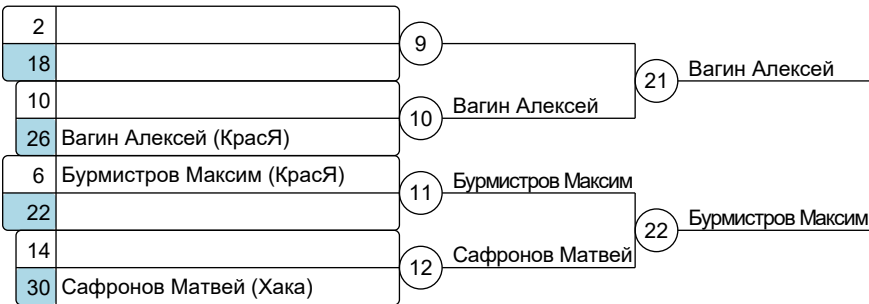 2
9
18
21 Вагин Алексей
10
10 Вагин Алексей
26 Вагин Алексей (КрасЯ)
6 Бурмистров Максим (КрасЯ)
11 Бурмистров Максим
22
22 Бурмистров Максим
14
12 Сафронов Матвей
30 Сафронов Матвей (Хака)